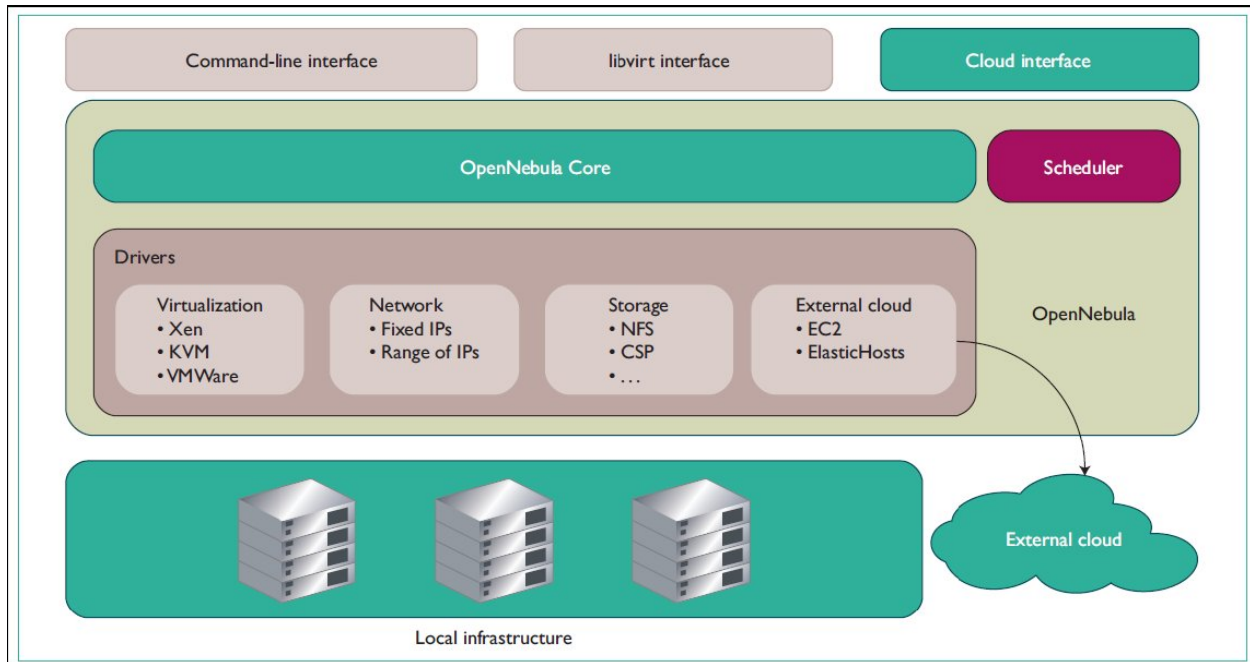 Command-line interface
libvirt interface
Cloud interface
OpenNebula Core
Scheduler
Drivers
Virtualization
• Xen
• KVM
• VMWare
Network
• Fixed IPs
• Range of IPs
Storage
• NFS
• CSP
• . . .
External cloud
• EC2
• ElasticHosts
OpenNebula
External cloud
Local infrastructure